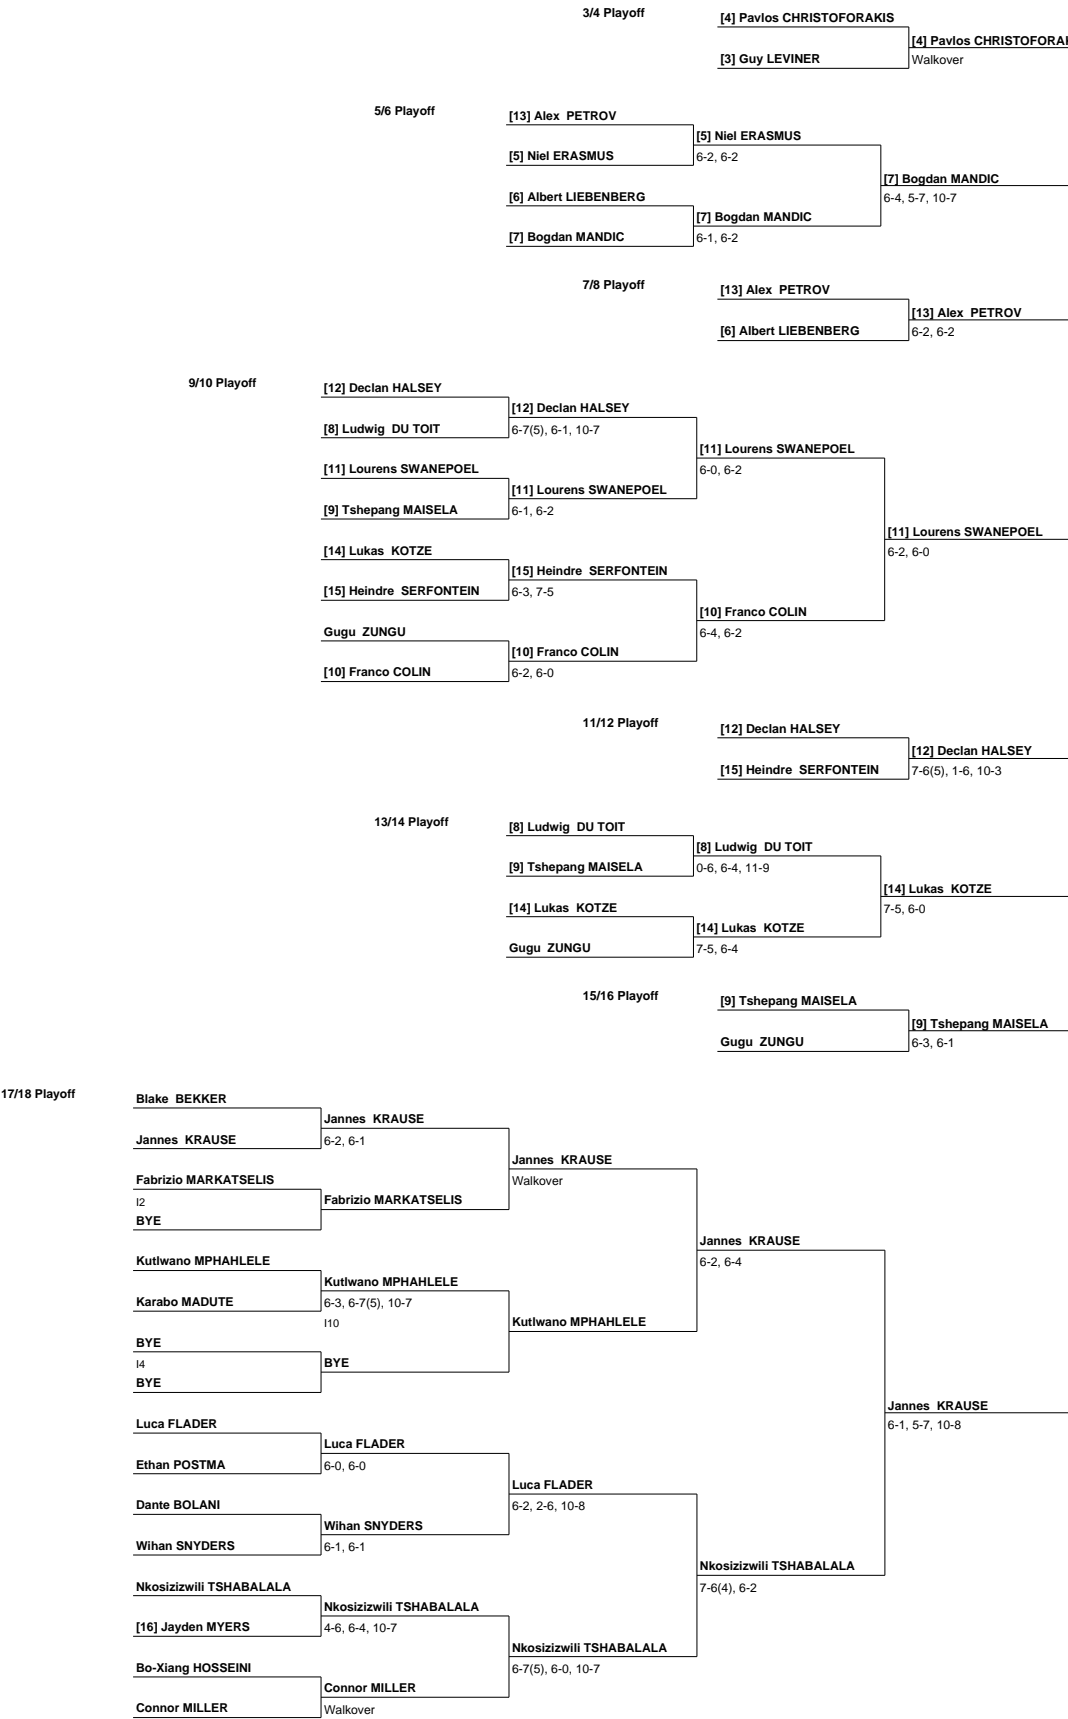 3/4 Playoff
[4] Pavlos CHRISTOFORAKIS
[4] Pavlos CHRISTOFORAK
[3] Guy LEVINER
Walkover
5/6 Playoff
[13] Alex PETROV
[5] Niel ERASMUS
[5] Niel ERASMUS
6-2, 6-2
[7] Bogdan MANDIC
6-4, 5-7, 10-7
[6] Albert LIEBENBERG
[7] Bogdan MANDIC
[7] Bogdan MANDIC
6-1, 6-2
7/8 Playoff
[13] Alex PETROV
[13] Alex PETROV
[6] Albert LIEBENBERG
6-2, 6-2
9/10 Playoff
[12] Declan HALSEY
[12] Declan HALSEY
[8] Ludwig DU TOIT
6-7(5), 6-1, 10-7
[11] Lourens SWANEPOEL
6-0, 6-2
[11] Lourens SWANEPOEL
[11] Lourens SWANEPOEL
[9] Tshepang MAISELA
6-1, 6-2
[11] Lourens SWANEPOEL
6-2, 6-0
[14] Lukas KOTZE
[15] Heindre SERFONTEIN
[15] Heindre SERFONTEIN
6-3, 7-5
[10] Franco COLIN
6-4, 6-2
Gugu ZUNGU
[10] Franco COLIN
[10] Franco COLIN
6-2, 6-0
11/12 Playoff
[12] Declan HALSEY
[12] Declan HALSEY
[15] Heindre SERFONTEIN
7-6(5), 1-6, 10-3
13/14 Playoff
[8] Ludwig DU TOIT
[8] Ludwig DU TOIT
[9] Tshepang MAISELA
0-6, 6-4, 11-9
[14] Lukas KOTZE
7-5, 6-0
[14] Lukas KOTZE
[14] Lukas KOTZE
Gugu ZUNGU
7-5, 6-4
15/16 Playoff
[9] Tshepang MAISELA
[9] Tshepang MAISELA
Gugu ZUNGU
6-3, 6-1
17/18 Playoff
Blake BEKKER
Jannes KRAUSE
Jannes KRAUSE
6-2, 6-1
Jannes KRAUSE
Walkover
Fabrizio MARKATSELIS
I2
Fabrizio MARKATSELIS
BYE
Jannes KRAUSE
6-2, 6-4
Kutlwano MPHAHLELE
Kutlwano MPHAHLELE
Karabo MADUTE
6-3, 6-7(5), 10-7
I10
Kutlwano MPHAHLELE
BYE
I4
BYE
BYE
Jannes KRAUSE
6-1, 5-7, 10-8
Luca FLADER
Luca FLADER
Ethan POSTMA
6-0, 6-0
Luca FLADER
6-2, 2-6, 10-8
Dante BOLANI
Wihan SNYDERS
Wihan SNYDERS
6-1, 6-1
Nkosizizwili TSHABALALA
7-6(4), 6-2
Nkosizizwili TSHABALALA
Nkosizizwili TSHABALALA
[16] Jayden MYERS
4-6, 6-4, 10-7
Nkosizizwili TSHABALALA
6-7(5), 6-0, 10-7
Bo-Xiang HOSSEINI
Connor MILLER
Connor MILLER
Walkover